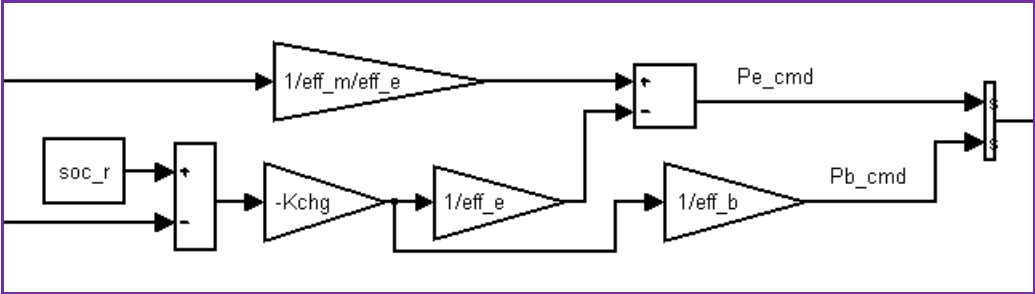 1/eff_m/eff_e
+
-
Pe_cmd
s
s
soc_r
+
-
-Kchg
1/eff_e
1/eff_b
Pb_cmd